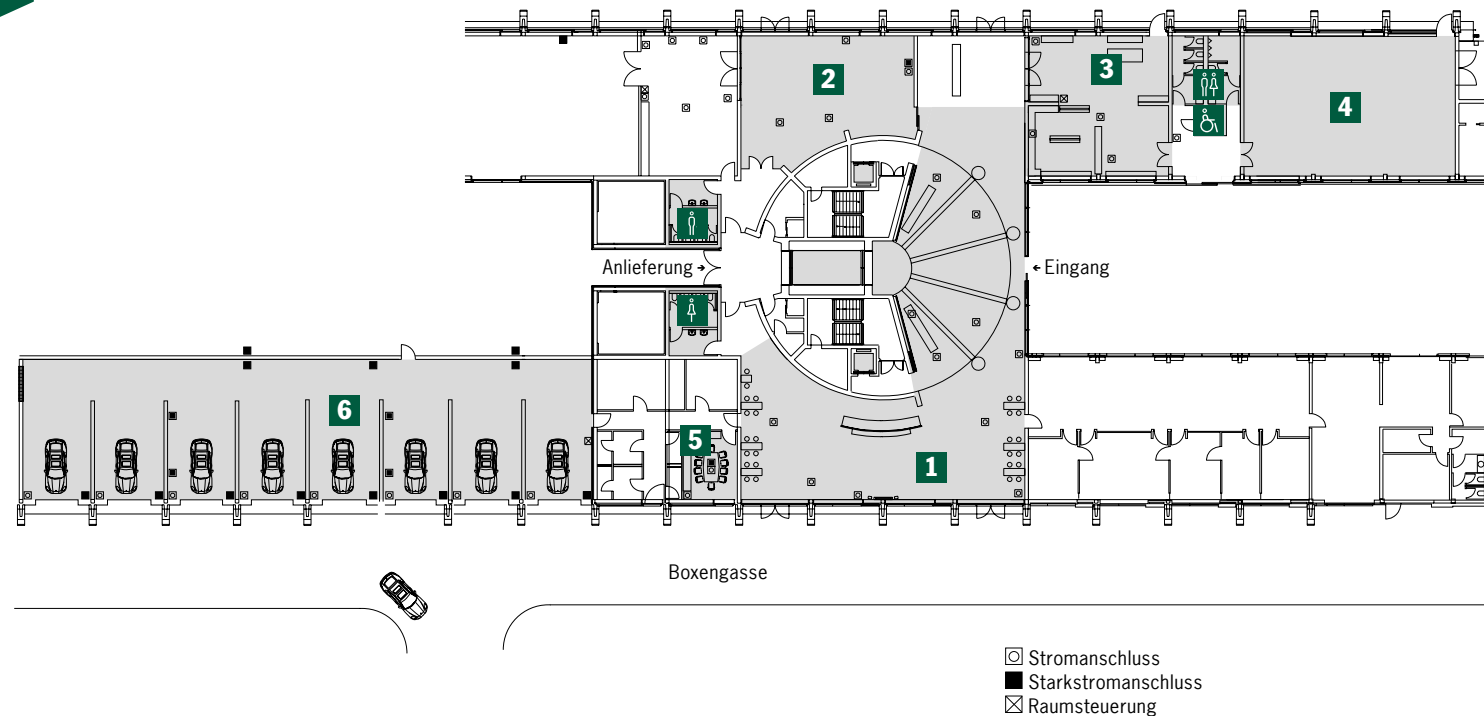 2
3
4
Anlieferung →
← Eingang
6
5
1
Boxengasse
Stromanschluss
Starkstromanschluss
Raumsteuerung